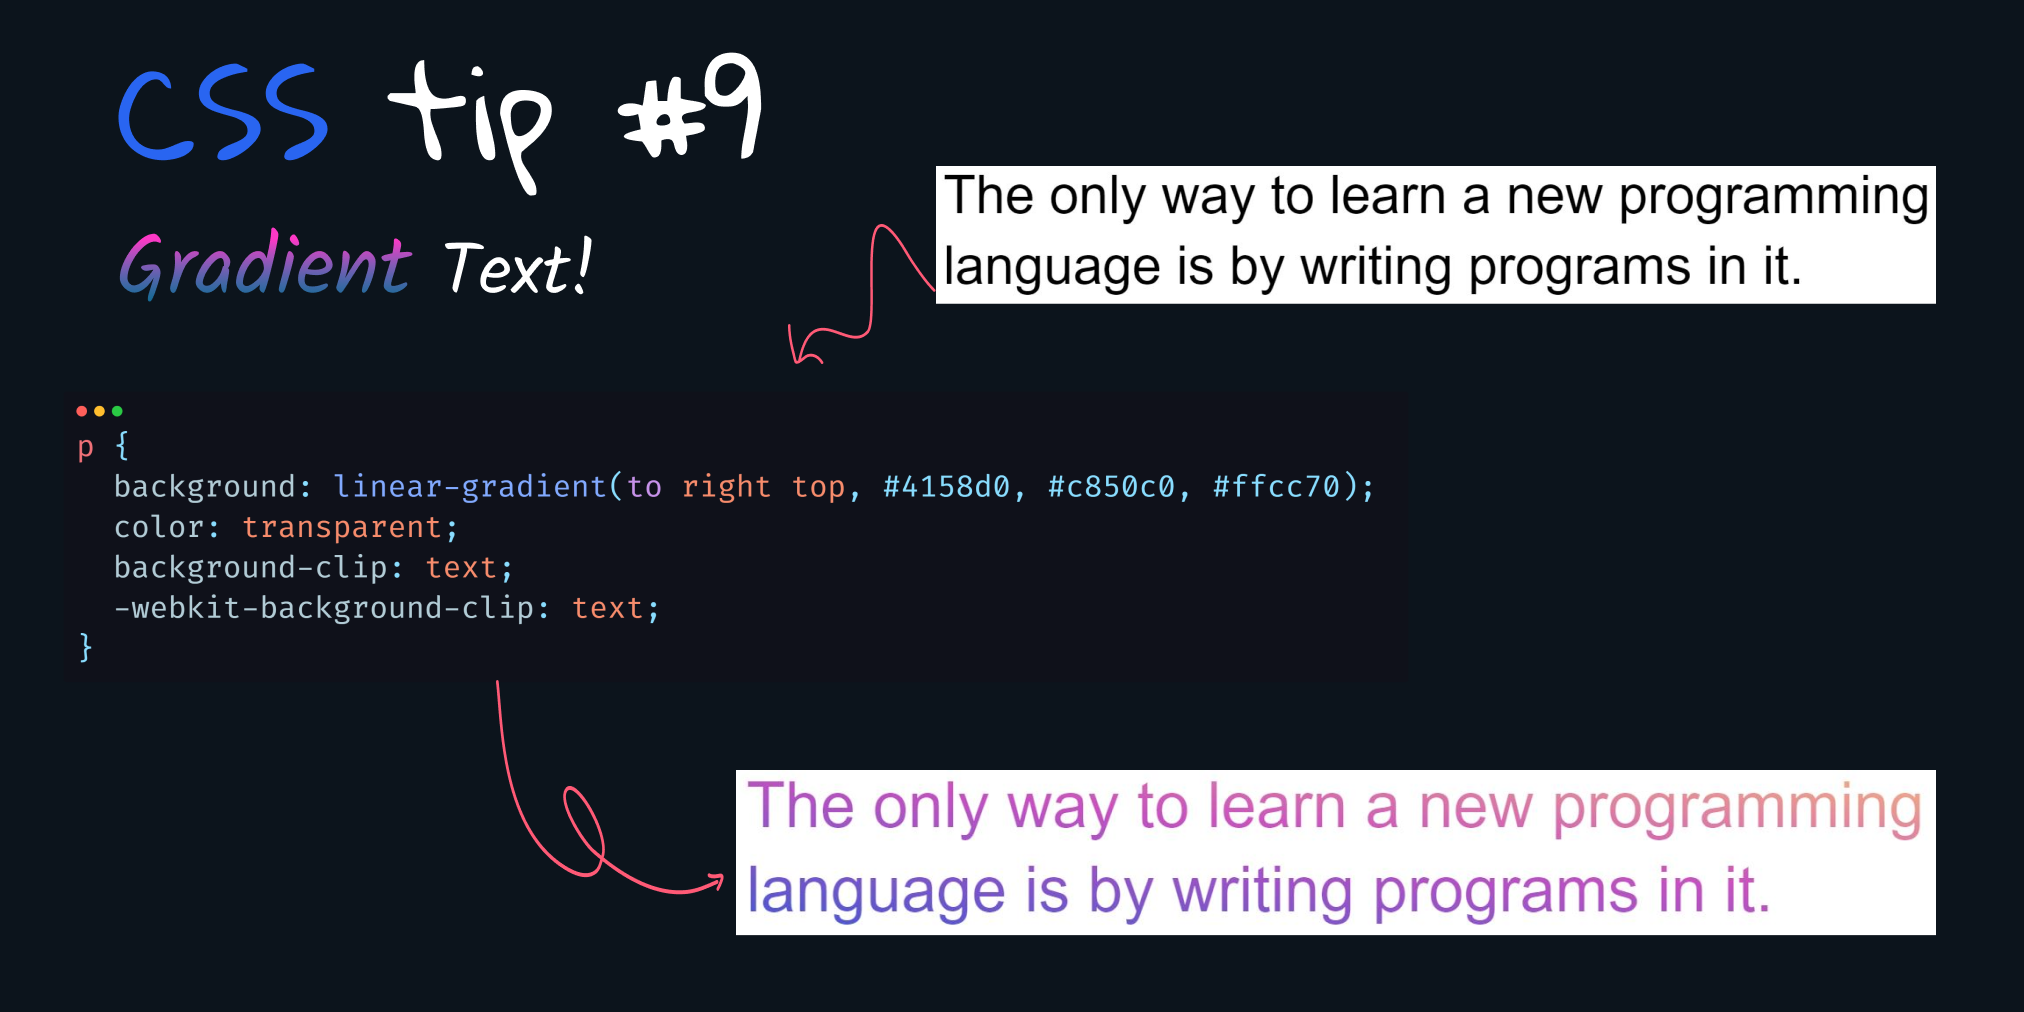 CSS tip #9
Gradient Text!
The only way to learn a new programming
language is by writing programs in it.
p {
  background: linear-gradient(to right top, #4158d0, #c850c0, #ffcc70);
  color: transparent;
  background-clip: text;
  -webkit-background-clip: text;
}
The only way to learn a new programming
language is by writing programs in it.